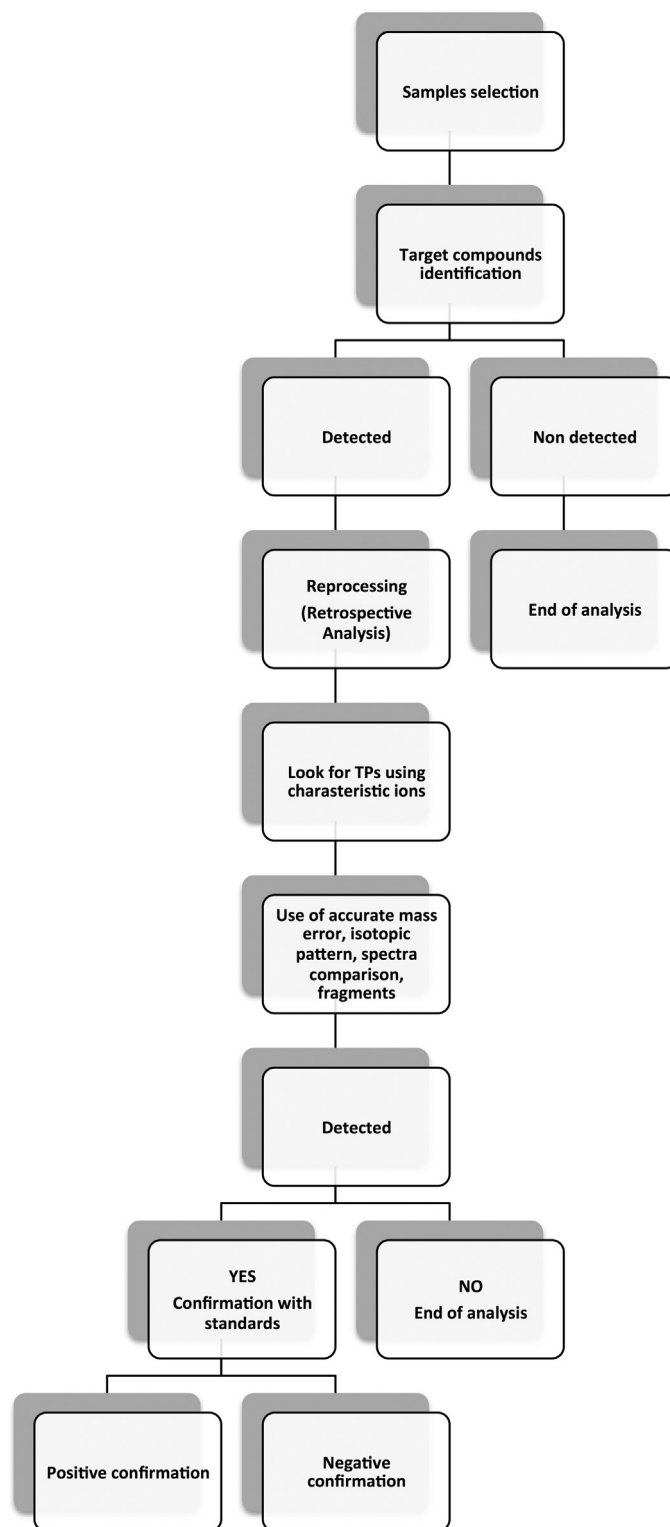 Samples selection
Target compounds
identification
Detected
Non detected
Reprocessing
(Retrospective
Analysis)
End of analysis
Look for TPs using
charasteristic ions
Use of accurate mass
error, isotopic
pattern, spectra
comparison,
fragments
Detected
YES
Confirmation with
standards
NO
End of analysis
Positive confirmation
Negative
confirmation